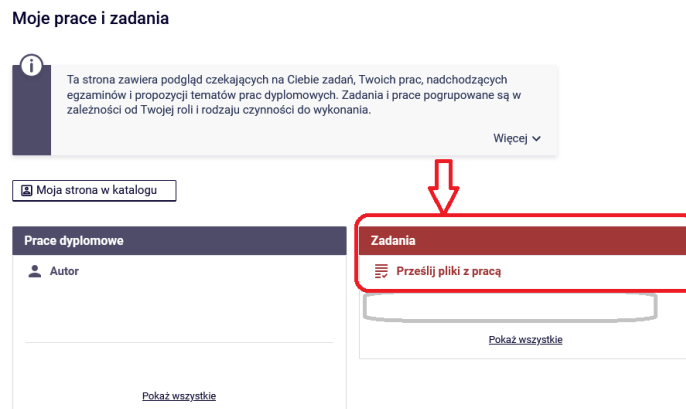 Moje prace i zadania
Ta strona zawiera podgląd czekających na Ciebie zadań, Twoich prac, nadchodzących
egzaminów i propozycji tematów prac dyplomowych. Zadania i prace pogrupowane są w
zależności od Twojej roli i rodzaju czynności do wykonania.
Więcej
Moja strona w katalogu
Prace dyplomowe
Autor
Pokaż wszystkie
Zadania
Prześlij pliki z pracą
Pokaż wszystkie